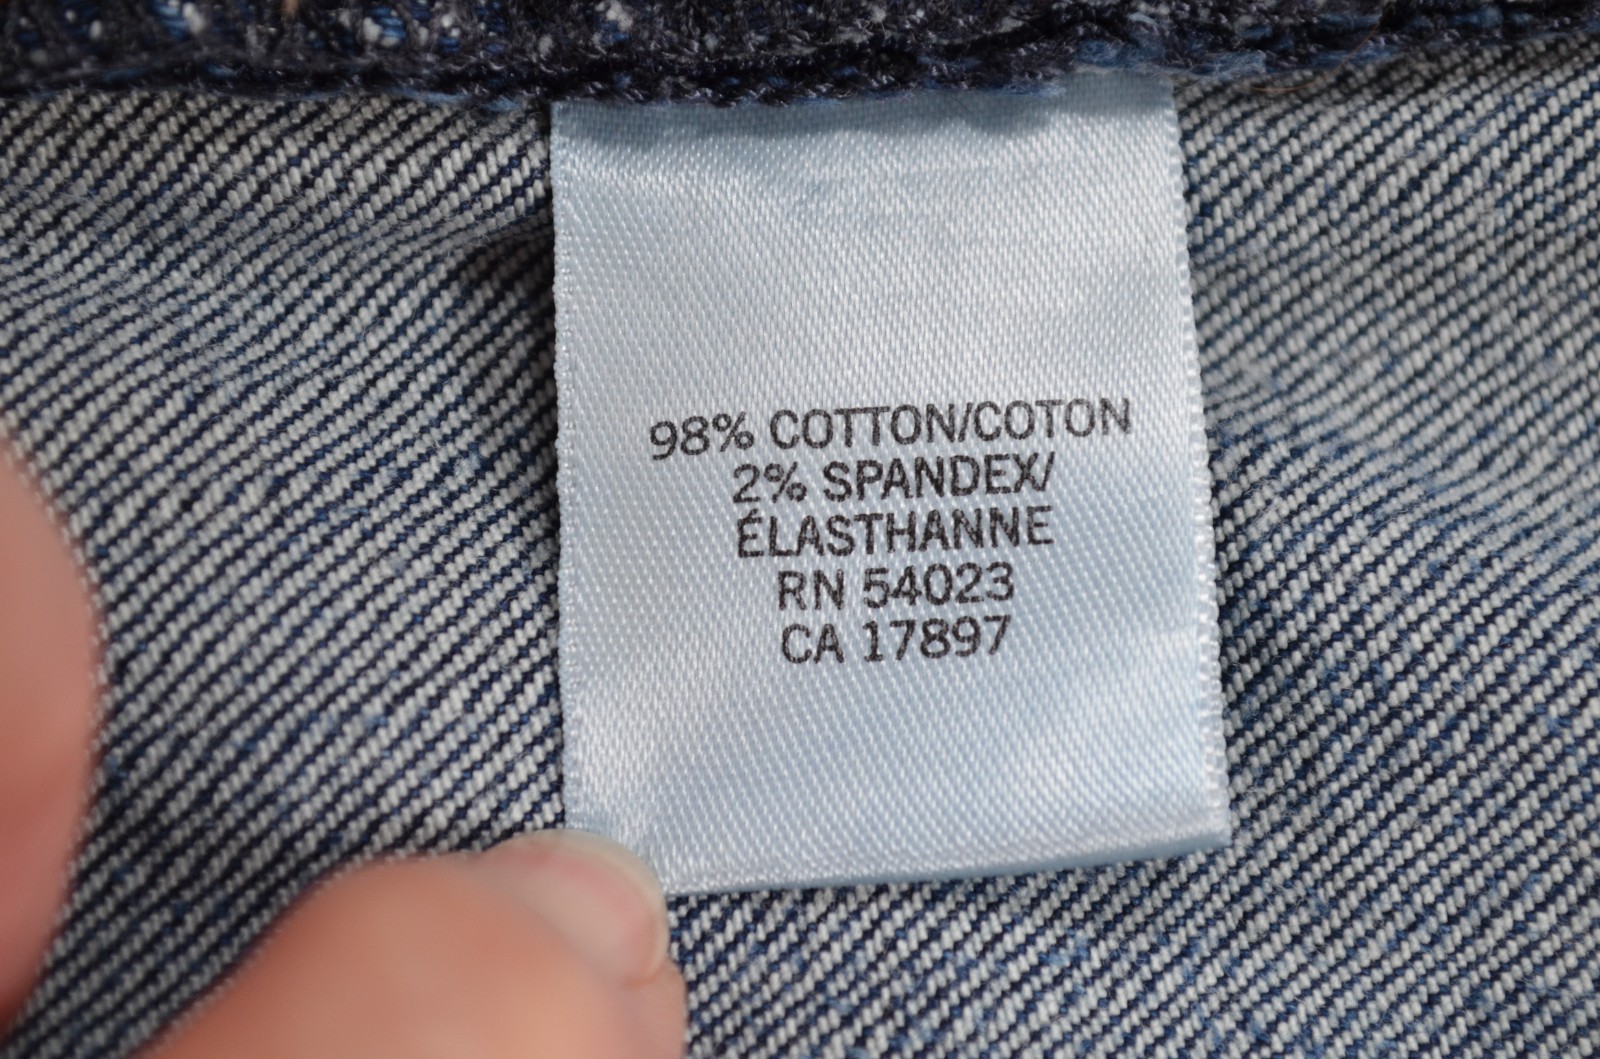 98% COTTON/COTON
2% SPANDEX/
ÉLASTHANNE
RN 54023
CA 17897